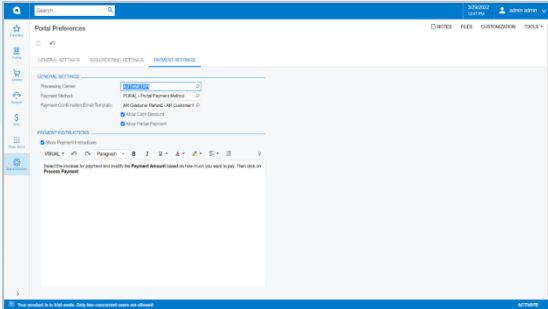 Search...
3/29/2022
12:47 PM
admin admin
Favorites
Portal Preferences
NOTES FILES CUSTOMIZATION TOOLS
GENERAL SETTINGS SUB-ORDERING SETTINGS PAYMENT SETTINGS
GENERAL SETTINGS
Processing Center:
Payment Method: PORAL - Portal Payment Method
Payment Confirmation Email Template: AR Customer Refund - AR Customer
Allow Cash Discount
Allow Partial Payment
PAYMENT INSTRUCTIONS
Show Payment Instructions
VISUAL Paragraph B I U A
Select the invoices for payment and modify the Payment Amount based on how much you want to pay. Then click on
Process Payment
Your product is in trial mode. Only two concurrent users are allowed.
ACTIVATE